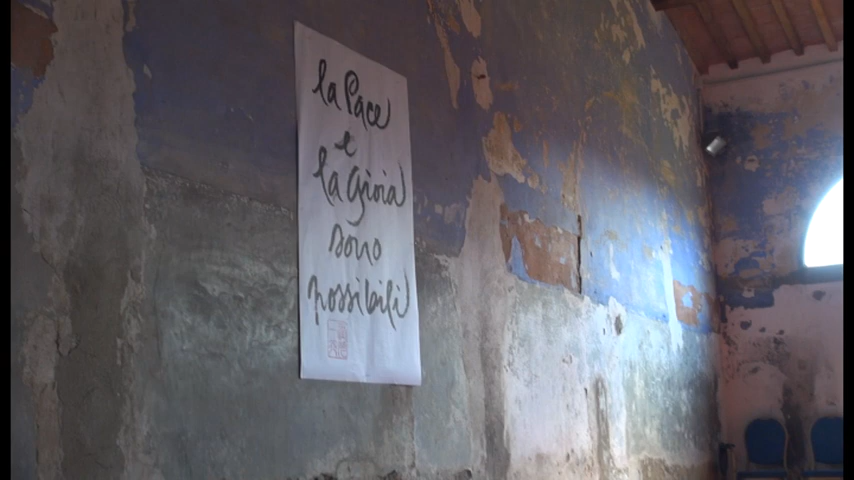 la Pace
e
la gioia
sono
possibili